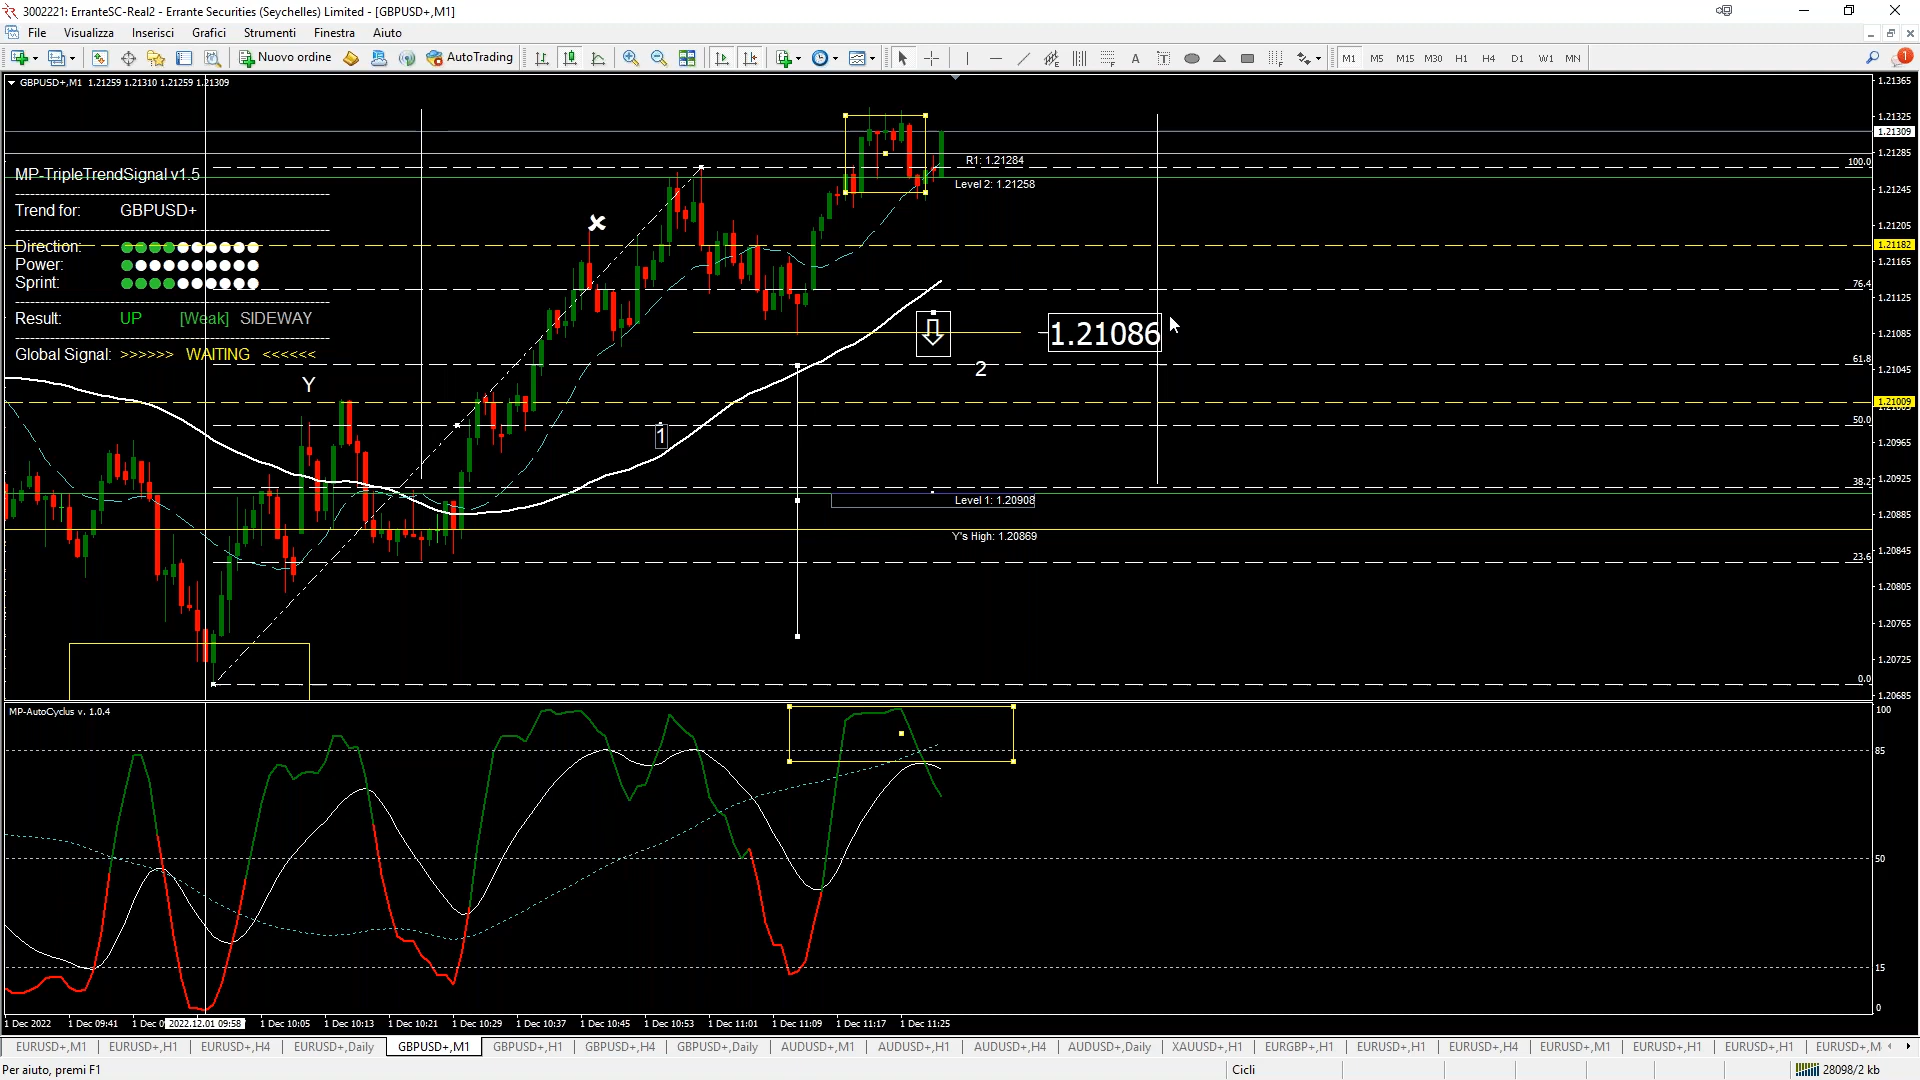 3002221: ErranteSC-Real2 - Errante Securities (Seychelles) Limited - [GBPUSD+,M1]
File Visualizza Inserisci Grafici Strumenti Finestra Aiuto
Nuovo ordine AutoTrading A T M1 M5 M15 M30 H1 H4 D1 W1 MN 1
GBPUSD+,M1 1.21259 1.21310 1.21259 1.21309
1.21365
1.21325
1.21309
1.21285
R1: 1.21284
100.0
MP-TripleTrendSignal v1.5
Level 2: 1.21258
1.21245
Trend for: GBPUSD+
1.21205
x
Direction:
1.21182
Power:
1.21165
Sprint:
76.4
1.21125
Result: UP [Weak] SIDEWAY
1.21086
1.21085
Global Signal: >>>>>> WAITING <<<<<<
61.8
2
1.21045
Y
1.21009
50.0
1
1.20965
1.20925
38.2
Level 1: 1.20908
1.20885
Y's High: 1.20869
1.20845
23.6
1.20805
1.20765
1.20725
0.0
1.20685
MP-AutoCyclus v. 1.0.4
100
85
50
15
0
1 Dec 2022 1 Dec 09:41 1 Dec 2022.12.01 09:58 1 Dec 10:05 1 Dec 10:13 1 Dec 10:21 1 Dec 10:29 1 Dec 10:37 1 Dec 10:45 1 Dec 10:53 1 Dec 11:01 1 Dec 11:09 1 Dec 11:17 1 Dec 11:25
EURUSD+,M1 EURUSD+,H1 EURUSD+,H4 EURUSD+,Daily GBPUSD+,M1 GBPUSD+,H1 GBPUSD+,H4 GBPUSD+,Daily AUDUSD+,M1 AUDUSD+,H1 AUDUSD+,H4 AUDUSD+,Daily XAUUSD+,H1 EURGBP+,H1 EURUSD+,H1 EURUSD+,H4 EURUSD+,M1 EURUSD+,H1 EURUSD+,H1 EURUSD+,M
Per aiuto, premi F1 Cicli 28098/2 kb